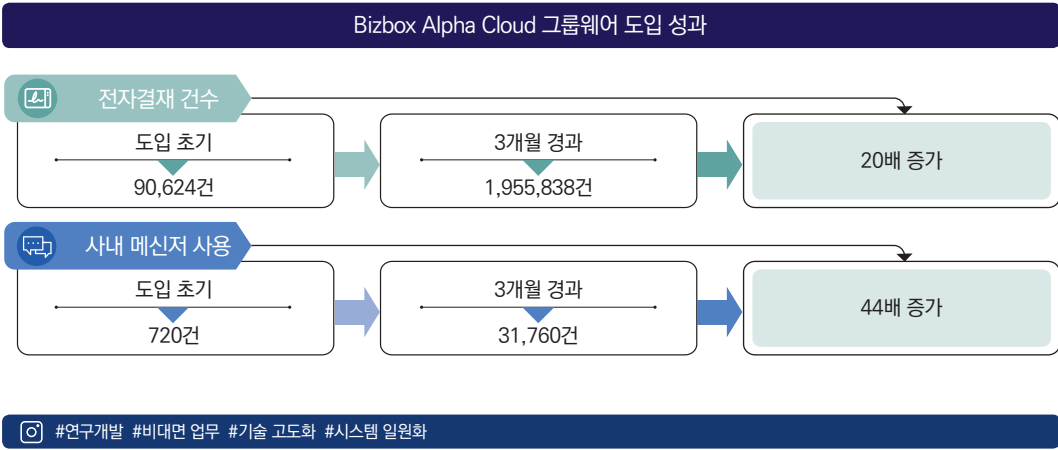 Bizbox Alpha Cloud 그룹웨어 도입 성과
전자결재 건수
도입 초기
90,624건
3개월 경과
1,955,838건
20배 증가
사내 메신저 사용
도입 초기
720건
3개월 경과
31,760건
44배 증가
#연구개발 #비대면 업무 #기술 고도화 #시스템 일원화